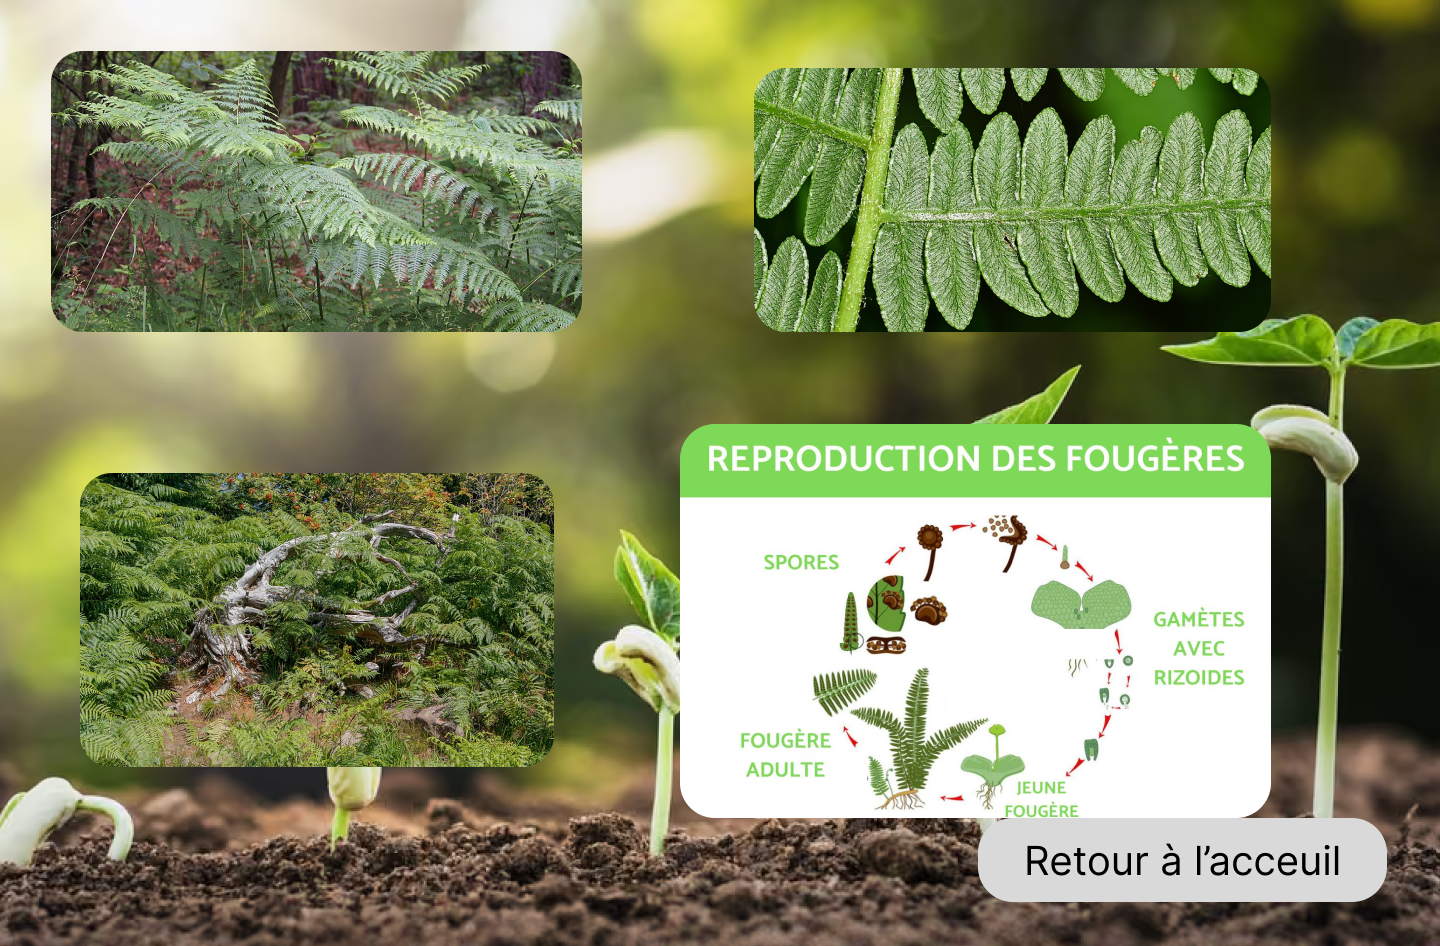 REPRODUCTION DES FOUGÈRES
SPORES
GAMÈTES
AVEC
RIZOIDES
FOUGÈRE
ADULTE
JEUNE
FOUGÈRE
Retour à l’acceuil